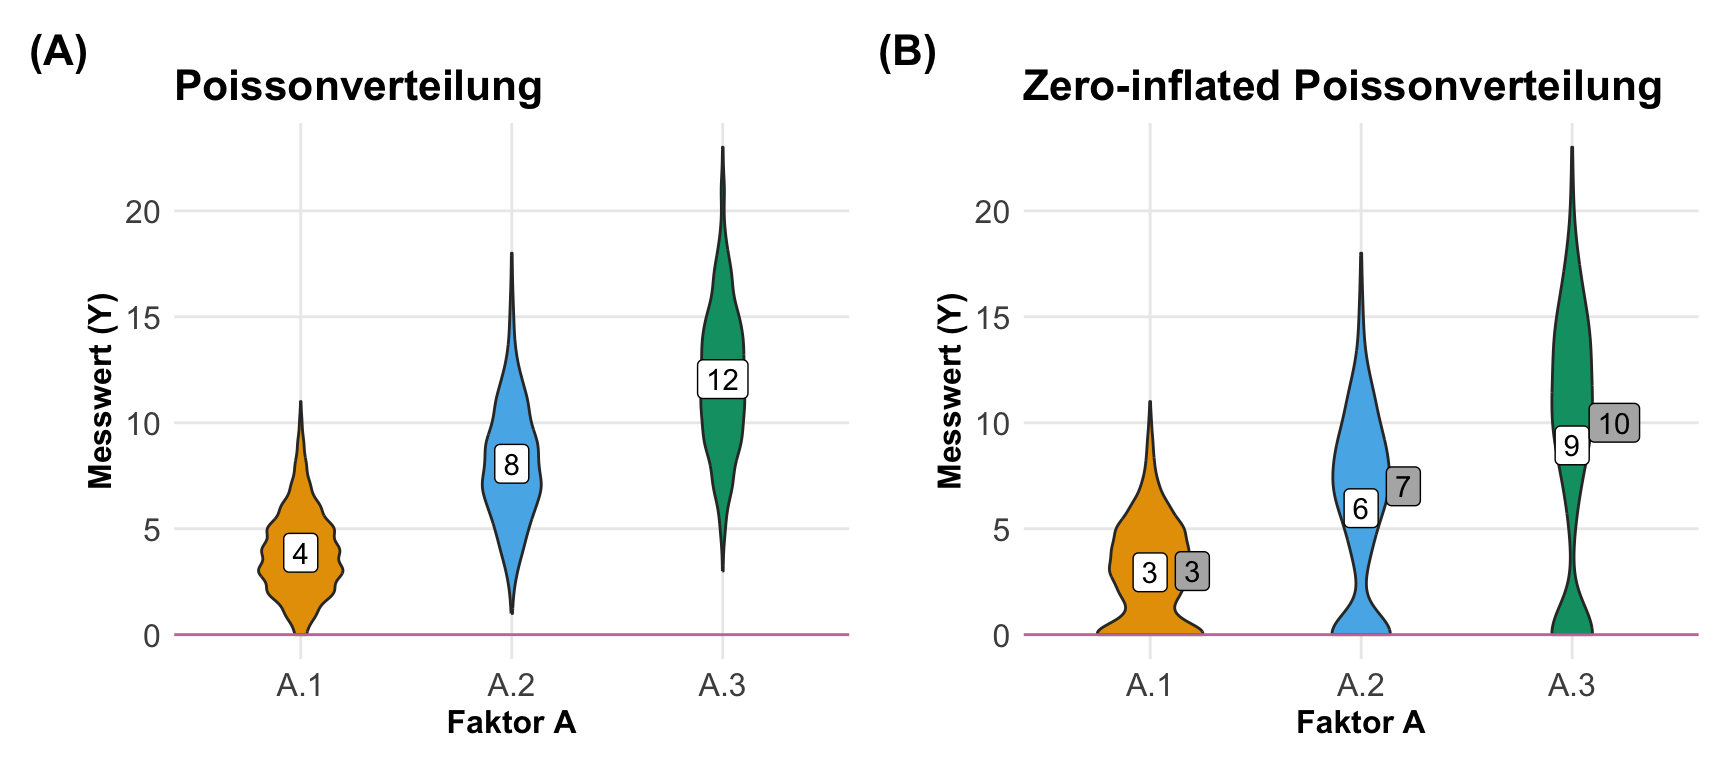 (A)
Poissonverteilung
Messwert (Y)
20
15
10
5
0
4
8
12
A.1
A.2
A.3
Faktor A
(B)
Zero-inflated Poissonverteilung
Messwert (Y)
20
15
10
5
0
3
3
6
7
9
10
A.1
A.2
A.3
Faktor A